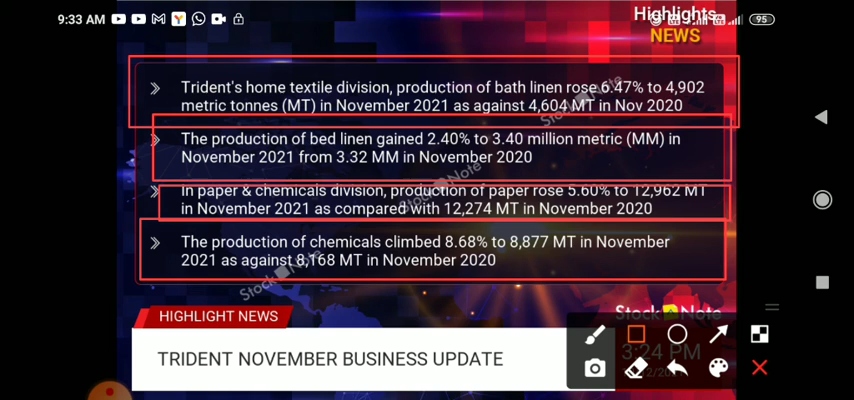 9:33 AM
95
Highlights
NEWS
Trident's home textile division, production of bath linen rose 6.47% to 4,902
metric tonnes (MT) in November 2021 as against 4,604 MT in Nov 2020
The production of bed linen gained 2.40% to 3.40 million metric (MM) in
November 2021 from 3.32 MM in November 2020
In paper & chemicals division, production of paper rose 5.60% to 12,962 MT
in November 2021 as compared with 12,274 MT in November 2020
The production of chemicals climbed 8.68% to 8,877 MT in November
2021 as against 8,168 MT in November 2020
Stock Note
Stock Note
Stock Note
HIGHLIGHT NEWS
Stock Note
TRIDENT NOVEMBER BUSINESS UPDATE
3:24 PM